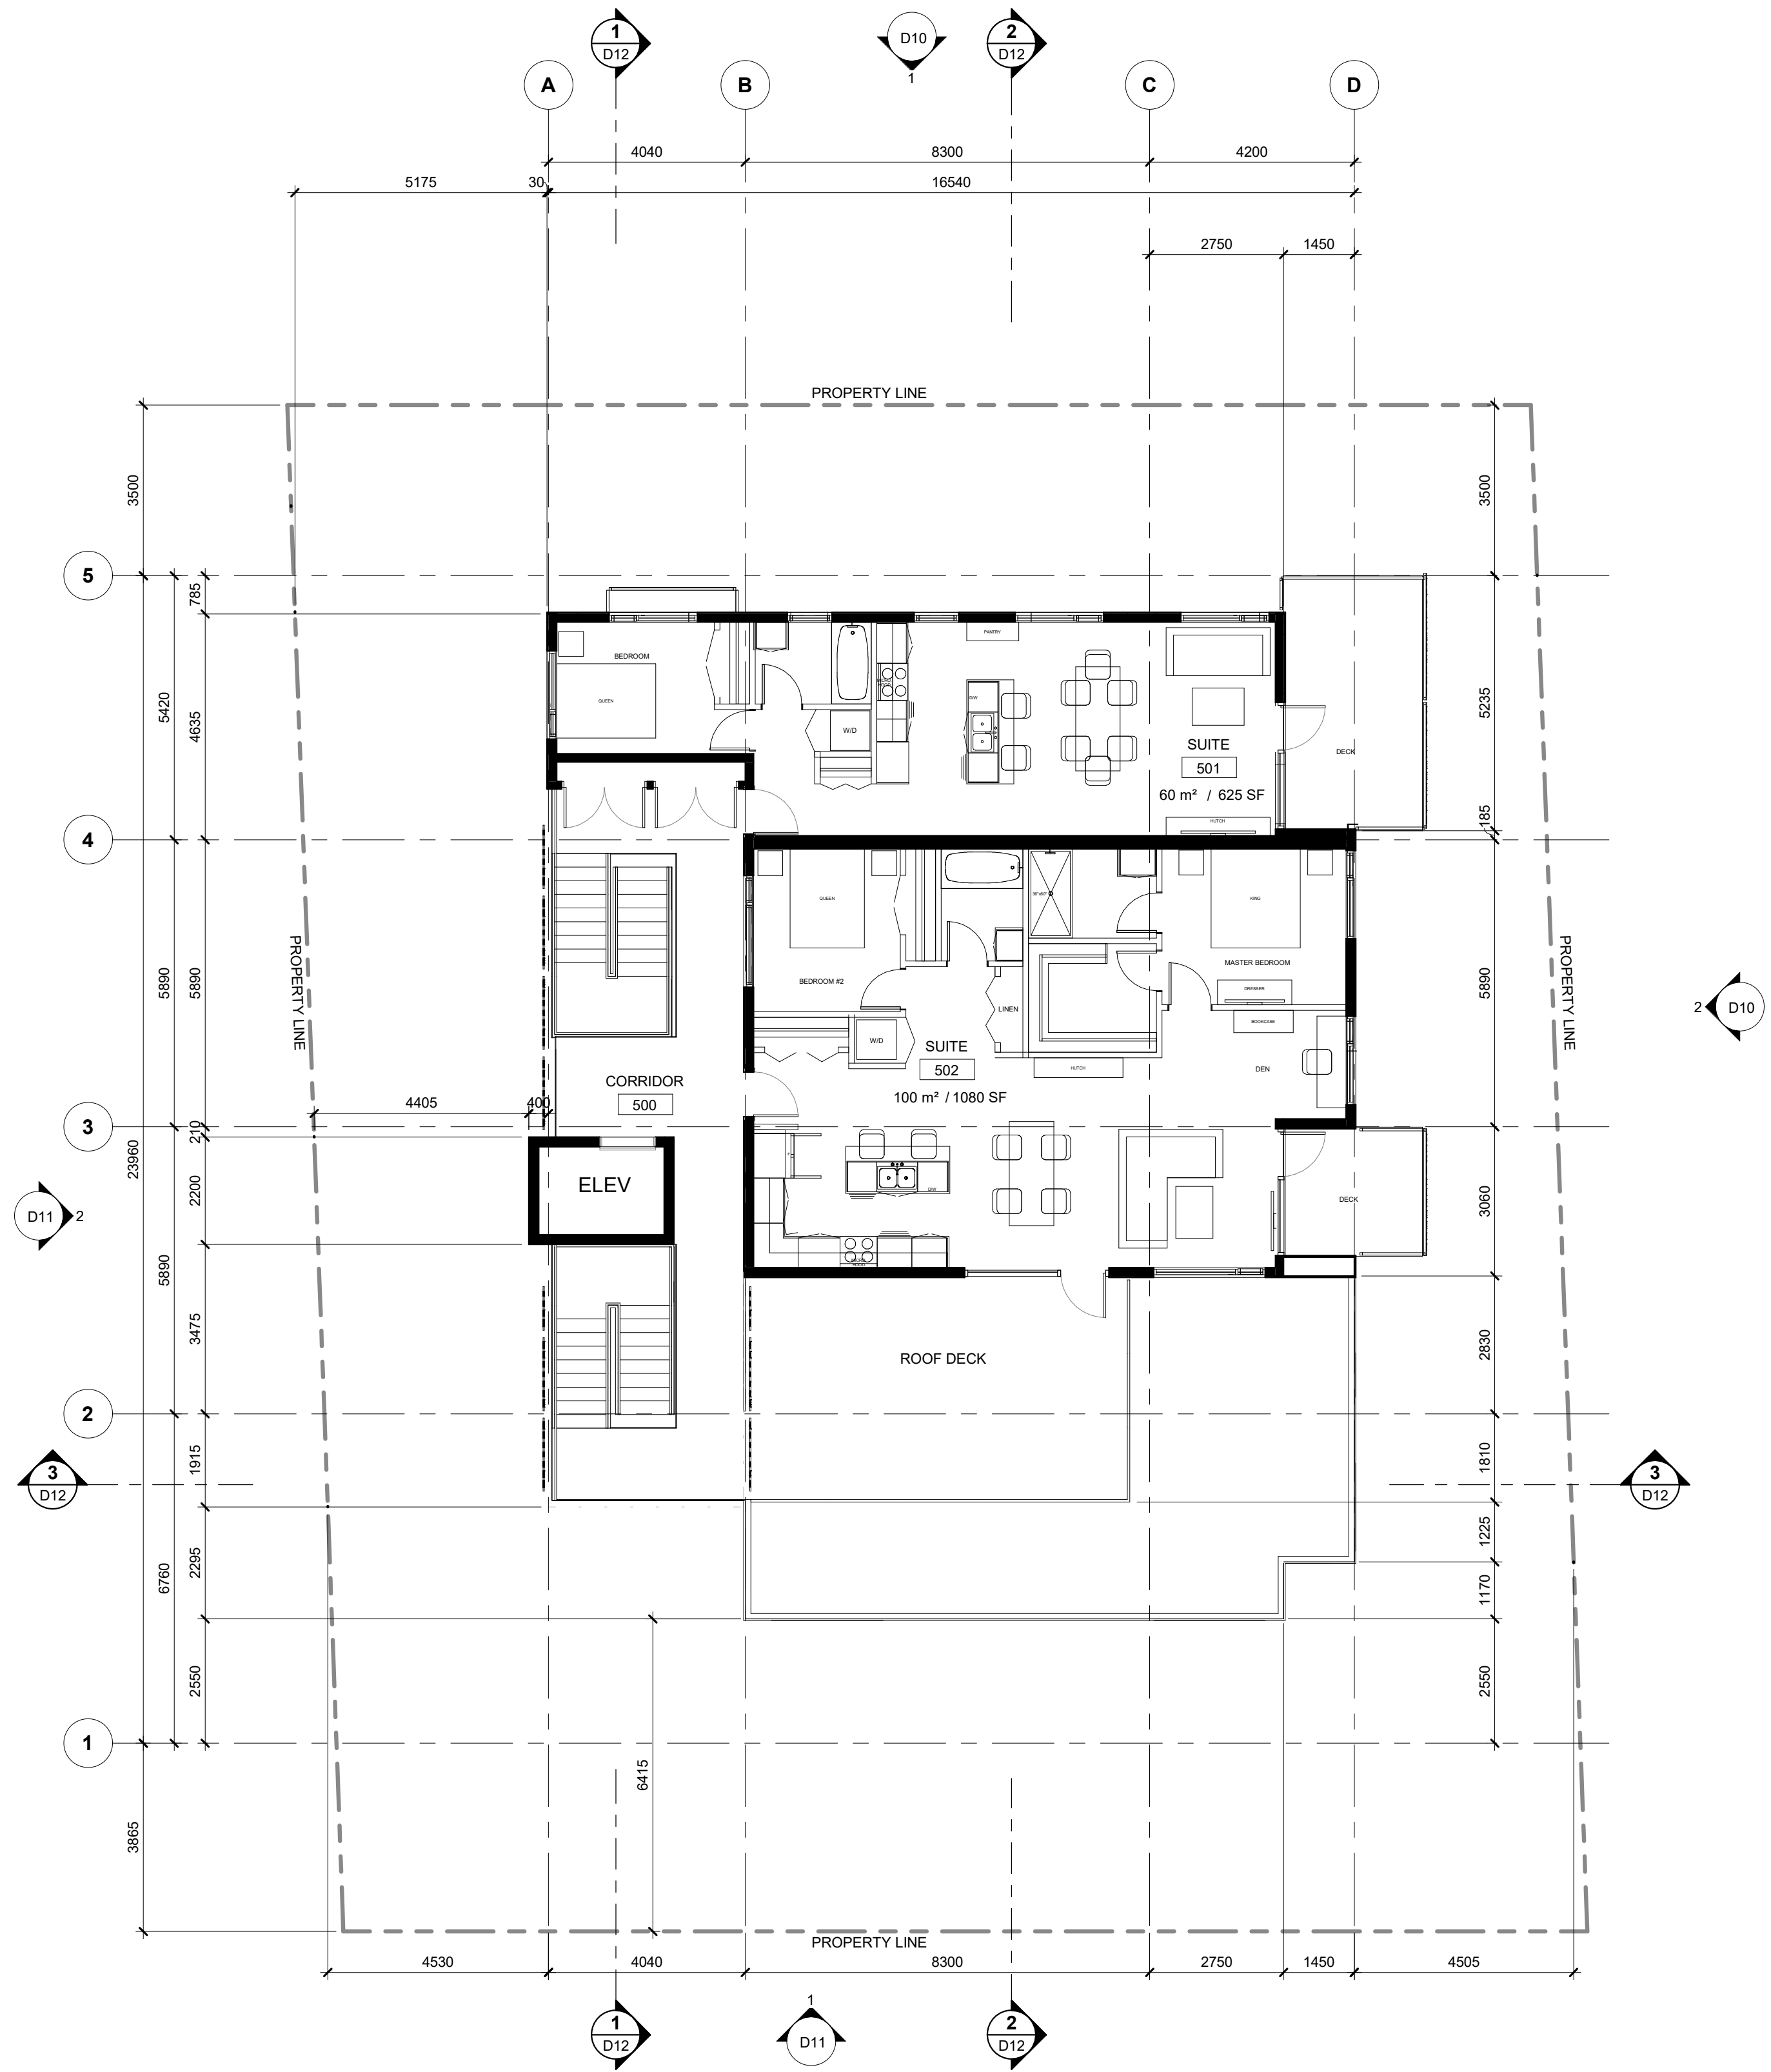 1
D12
D10
1
2
D12
A
B
C
D
4040
8300
4200
5175
30
16540
2750
1450
PROPERTY LINE
3500
3500
5
785
5420
4635
5235
185
BEDROOM
QUEEN
PANTRY
D/W
W/D
SUITE
501
60 m² / 625 SF
DECK
HUTCH
4
QUEEN
KING
BEDROOM #2
MASTER BEDROOM
DRESSER
BOOKCASE
LINEN
W/D
SUITE
502
100 m² / 1080 SF
HUTCH
DEN
PROPERTY LINE
PROPERTY LINE
5890
5890
5890
2
D10
CORRIDOR
500
4405
400
3
210
23960
2200
5890
3475
ELEV
D/W
DECK
3060
D11
2
2830
ROOF DECK
2
1915
1810
3
D12
3
D12
6760
2295
1225
1170
2550
2550
1
6415
3865
PROPERTY LINE
4530
4040
8300
2750
1450
4505
1
D12
1
D11
2
D12